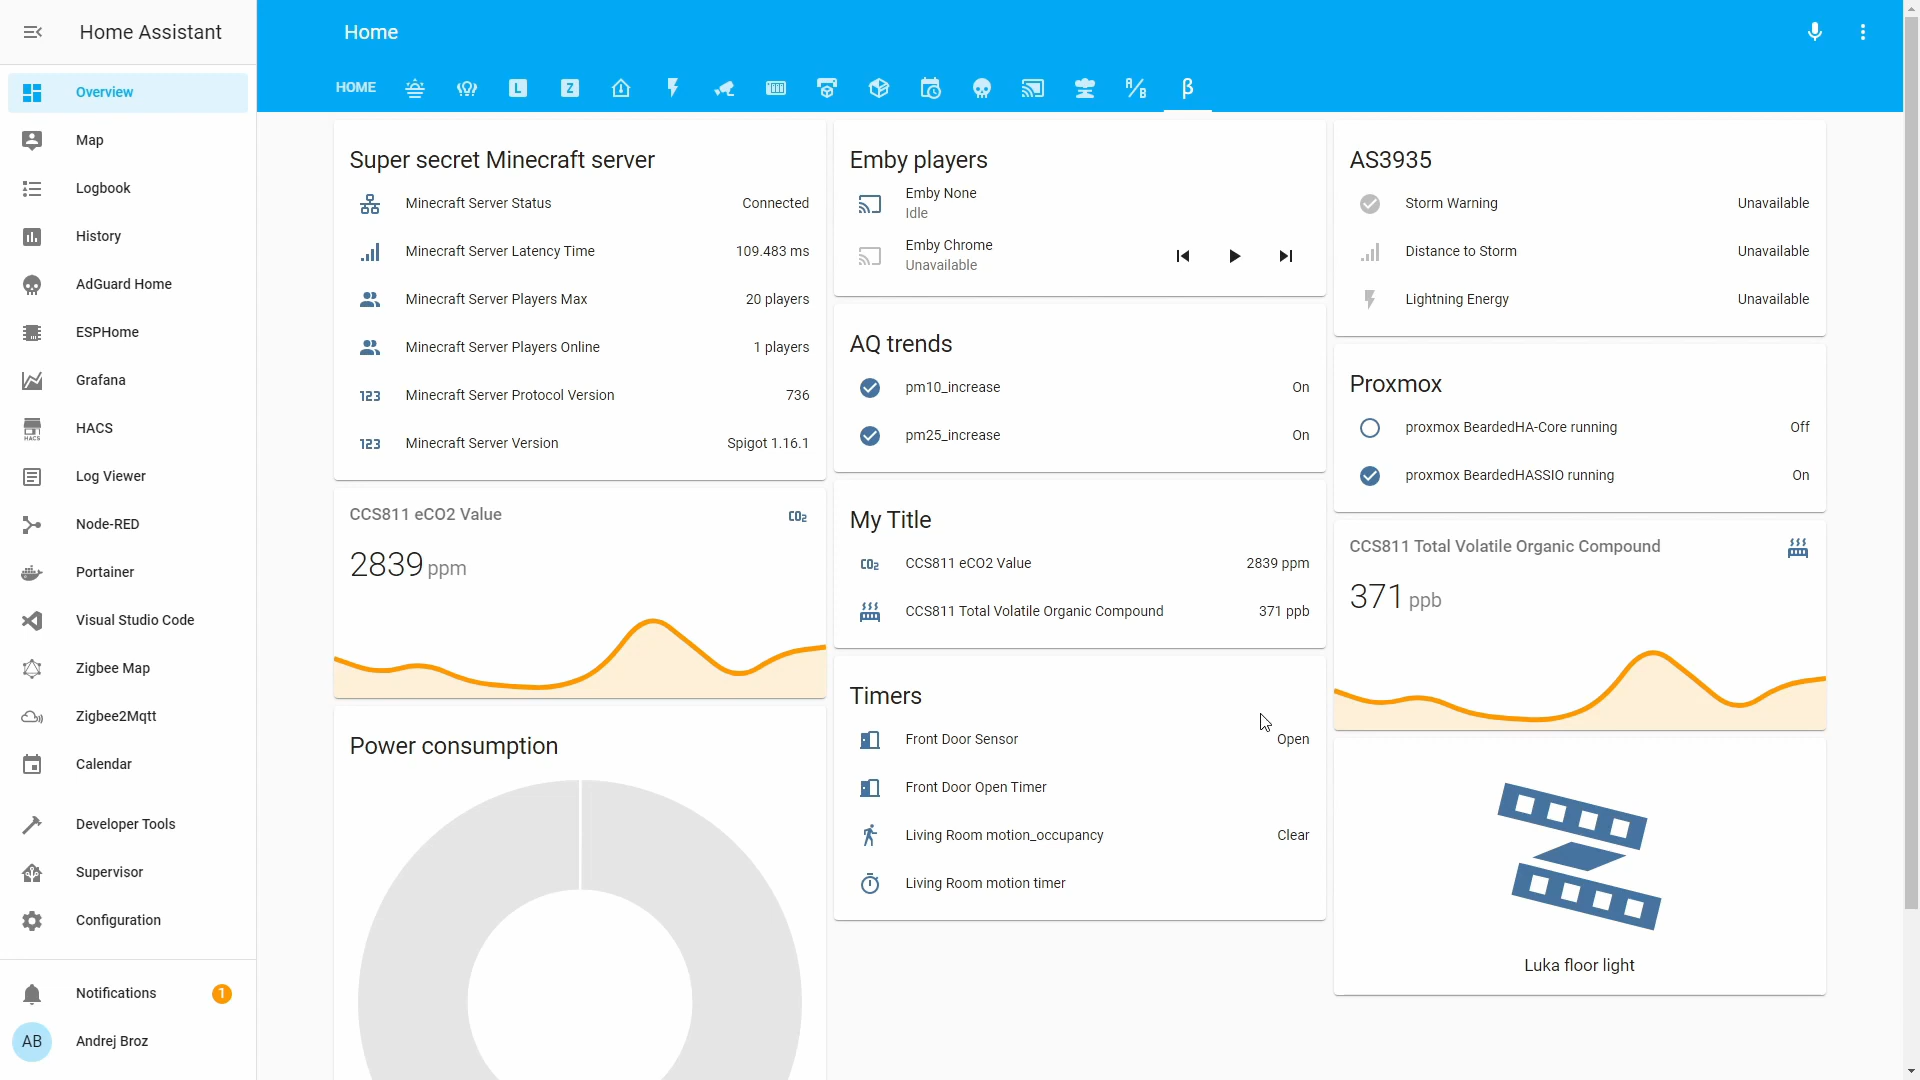 Home Assistant
Overview
Map
Logbook
History
AdGuard Home
ESPHome
Grafana
HACS
HACS
Log Viewer
Node-RED
Portainer
Visual Studio Code
Zigbee Map
Zigbee2Mqtt
Calendar
Developer Tools
Supervisor
Configuration
Notifications 1
AB Andrej Broz
Home
HOME L Z A/B β
Super secret Minecraft server
Minecraft Server Status Connected
Minecraft Server Latency Time 109.483 ms
Minecraft Server Players Max 20 players
Minecraft Server Players Online 1 players
123 Minecraft Server Protocol Version 736
123 Minecraft Server Version Spigot 1.16.1
CCS811 eCO2 Value CO₂
2839 ppm
Power consumption
Emby players
Emby None
Idle
Emby Chrome
Unavailable
AQ trends
pm10_increase On
pm25_increase On
My Title
CO₂ CCS811 eCO2 Value 2839 ppm
CCS811 Total Volatile Organic Compound 371 ppb
Timers
Front Door Sensor Open
Front Door Open Timer
Living Room motion_occupancy Clear
Living Room motion timer
AS3935
Storm Warning Unavailable
Distance to Storm Unavailable
Lightning Energy Unavailable
Proxmox
proxmox BeardedHA-Core running Off
proxmox BeardedHASSIO running On
CCS811 Total Volatile Organic Compound
371 ppb
Luka floor light